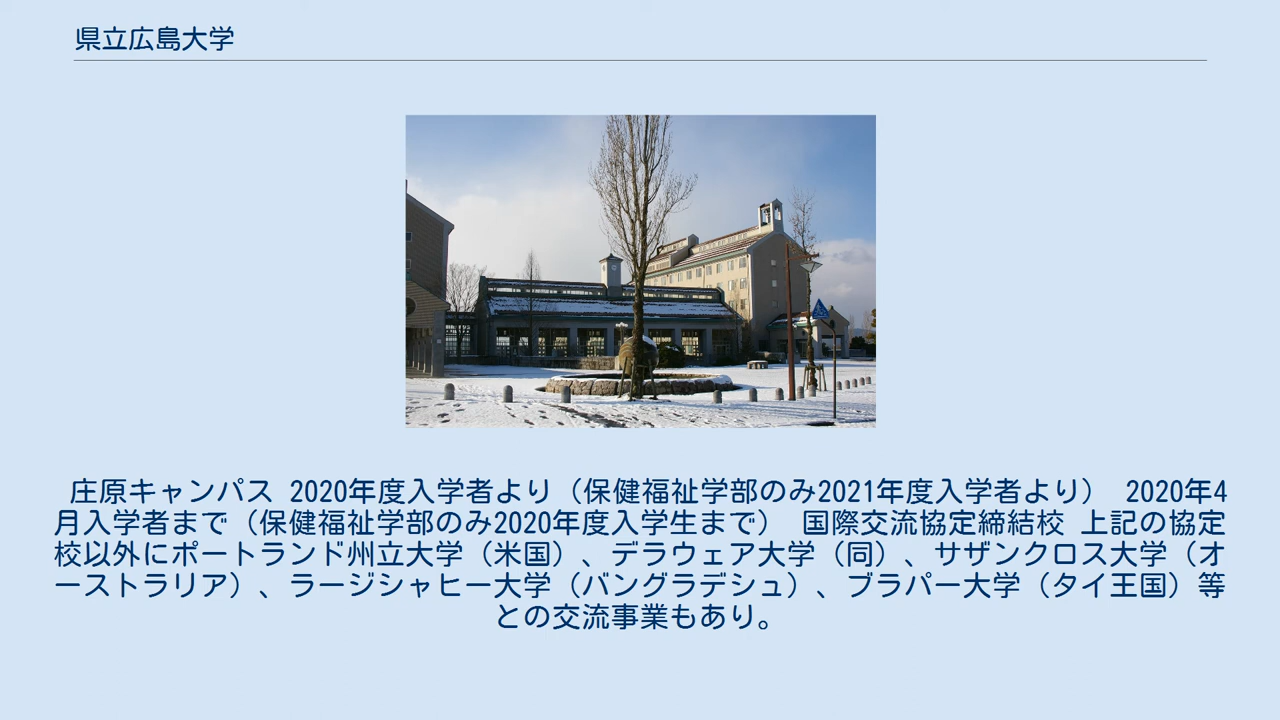 県立広島大学
庄原キャンパス 2020年度入学者より（保健福祉学部のみ2021年度入学者より） 2020年4
月入学者まで（保健福祉学部のみ2020年度入学生まで） 国際交流協定締結校 上記の協定
校以外にポートランド州立大学（米国）、デラウェア大学（同）、サザンクロス大学（オ
ーストラリア）、ラージシャヒー大学（バングラデシュ）、ブラパー大学（タイ王国）等
との交流事業もあり。